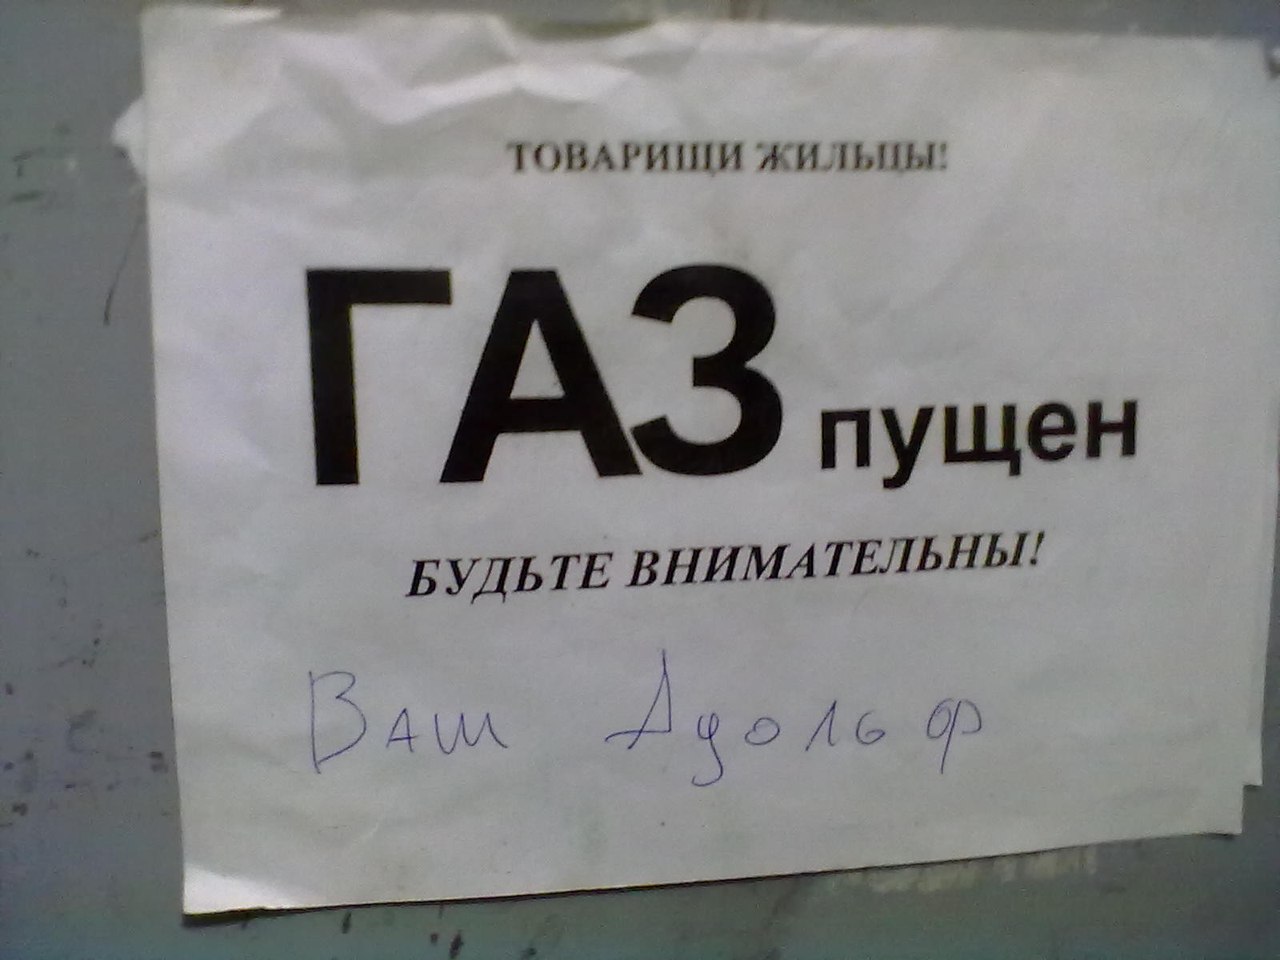 ТОВАРИЩИ ЖИЛЬЦЫ!
ГАЗ пущен
БУДЬТЕ ВНИМАТЕЛЬНЫ!
Ваш Адольф